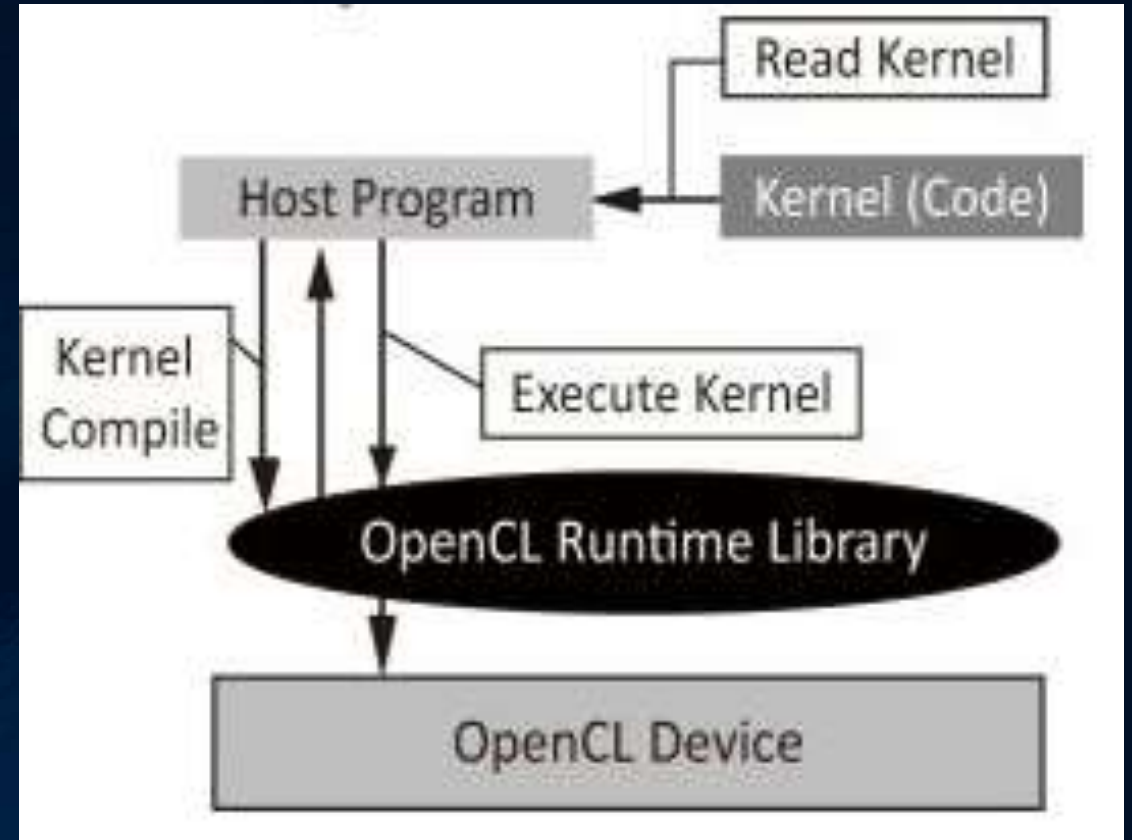 Read Kernel
Host Program
Kernel (Code)
Kernel
Compile
Execute Kernel
OpenCL Runtime Library
OpenCL Device